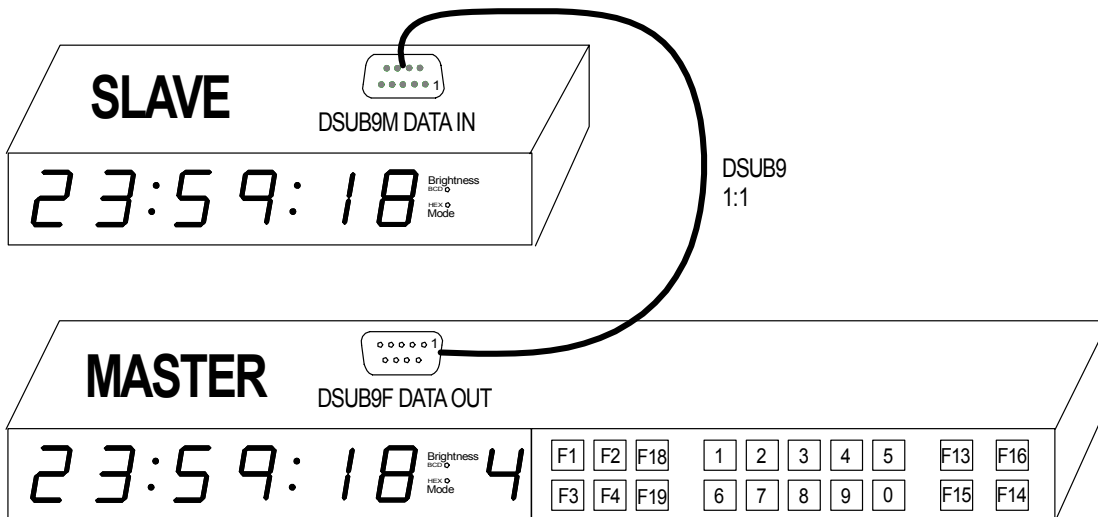 SLAVE
1
DSUB9M DATA IN
23:59:18
Brightness
BCD
HEX
Mode
DSUB9
1:1
MASTER
1
DSUB9F DATA OUT
23:59:18
Brightness
BCD
HEX
Mode
4
F1 F2 F18 1 2 3 4 5 F13 F16
F3 F4 F19 6 7 8 9 0 F15 F14